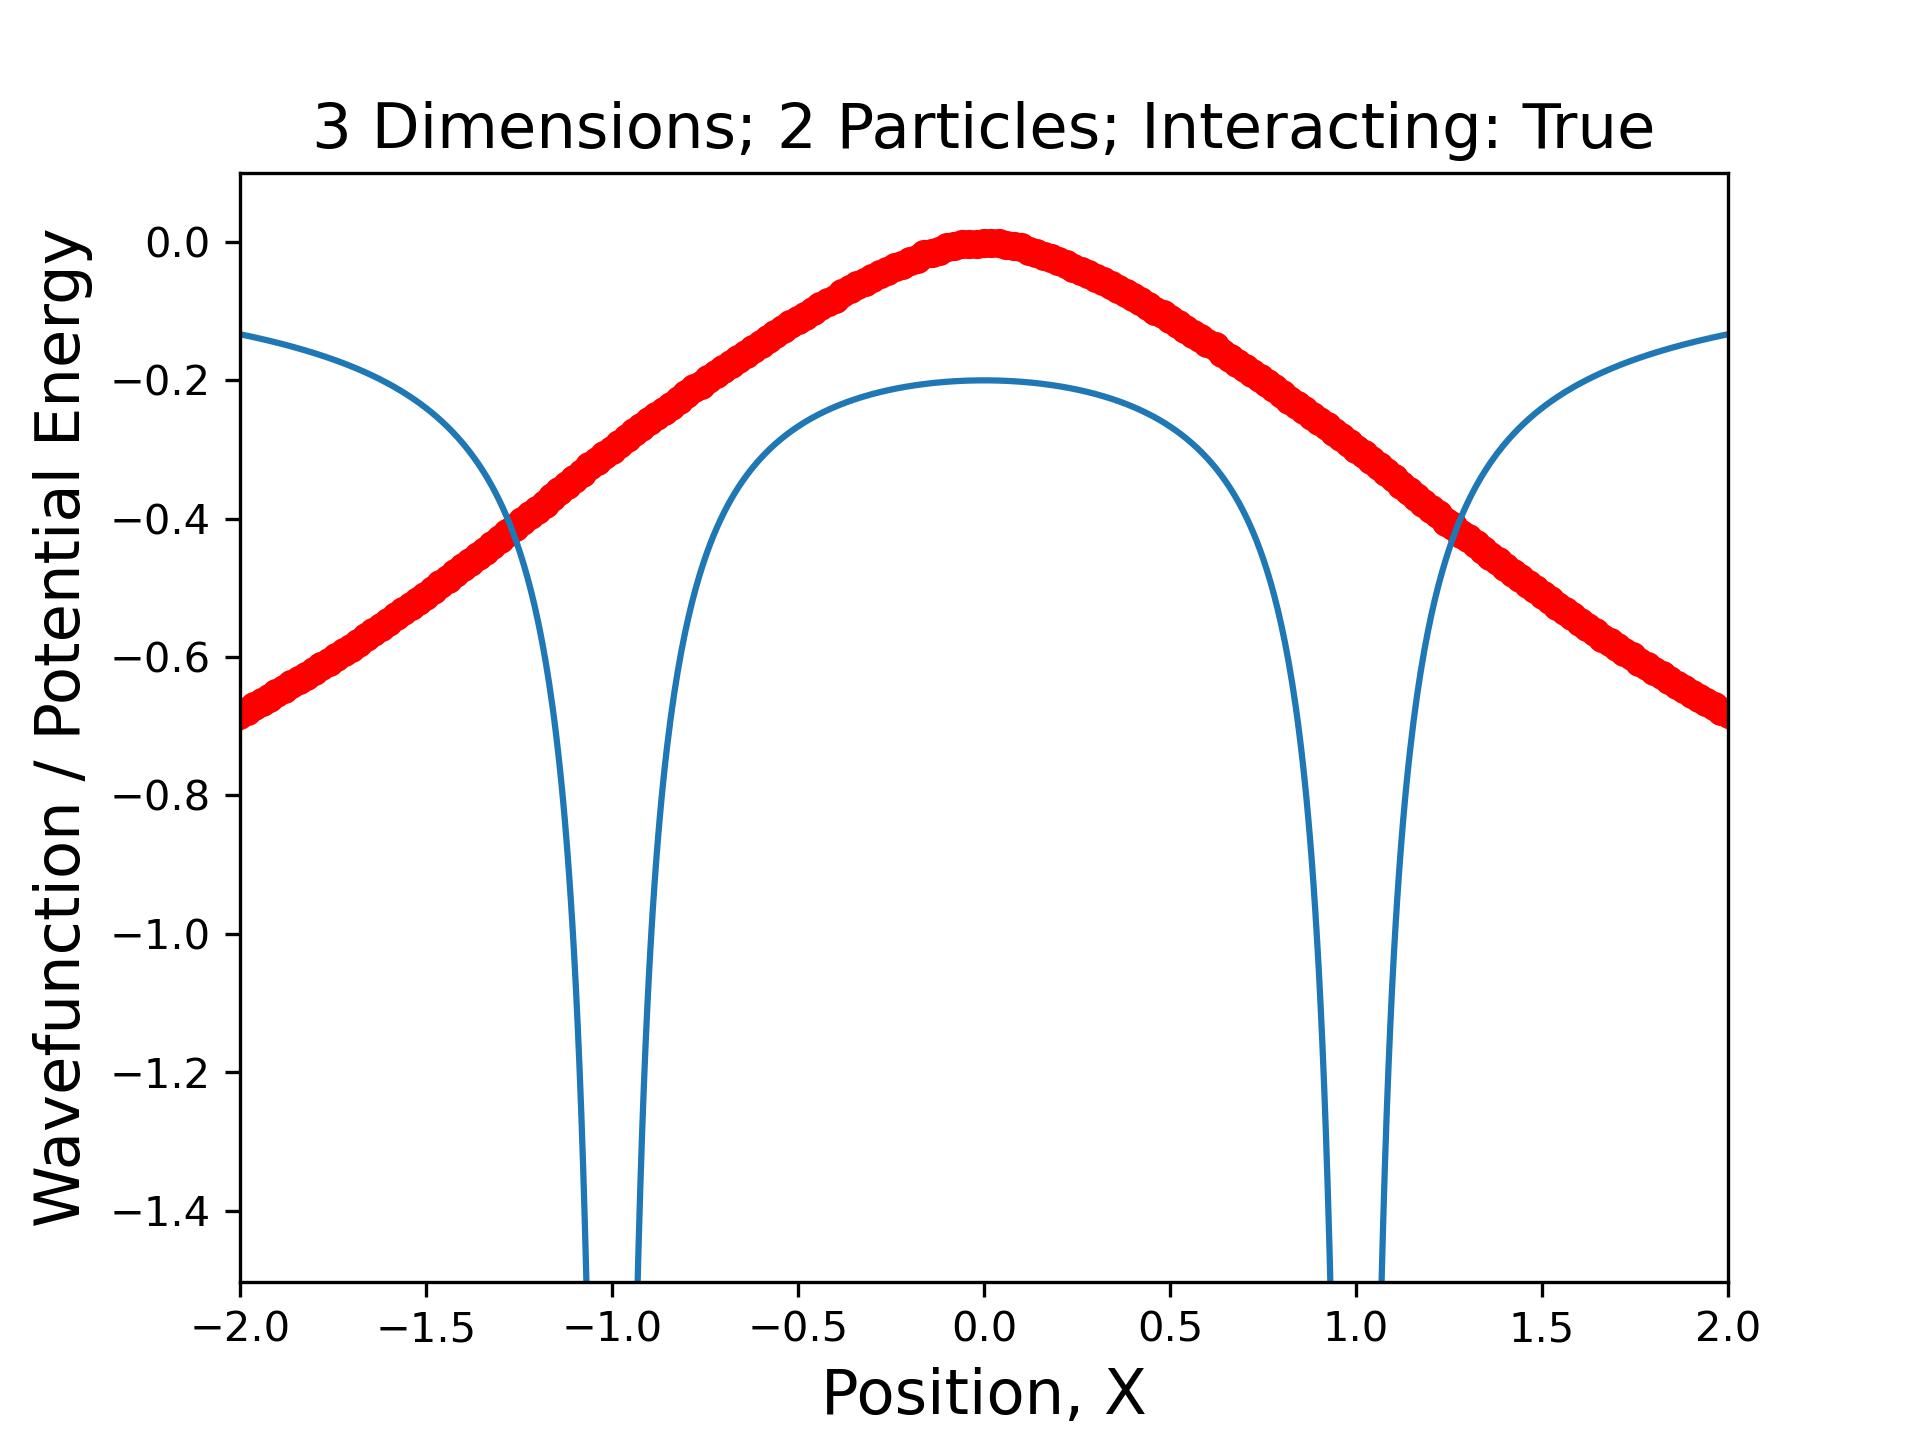 3 Dimensions; 2 Particles; Interacting: True
Wavefunction / Potential Energy
0.0
−0.2
−0.4
−0.6
−0.8
−1.0
−1.2
−1.4
−2.0 −1.5 −1.0 −0.5 0.0 0.5 1.0 1.5 2.0
Position, X